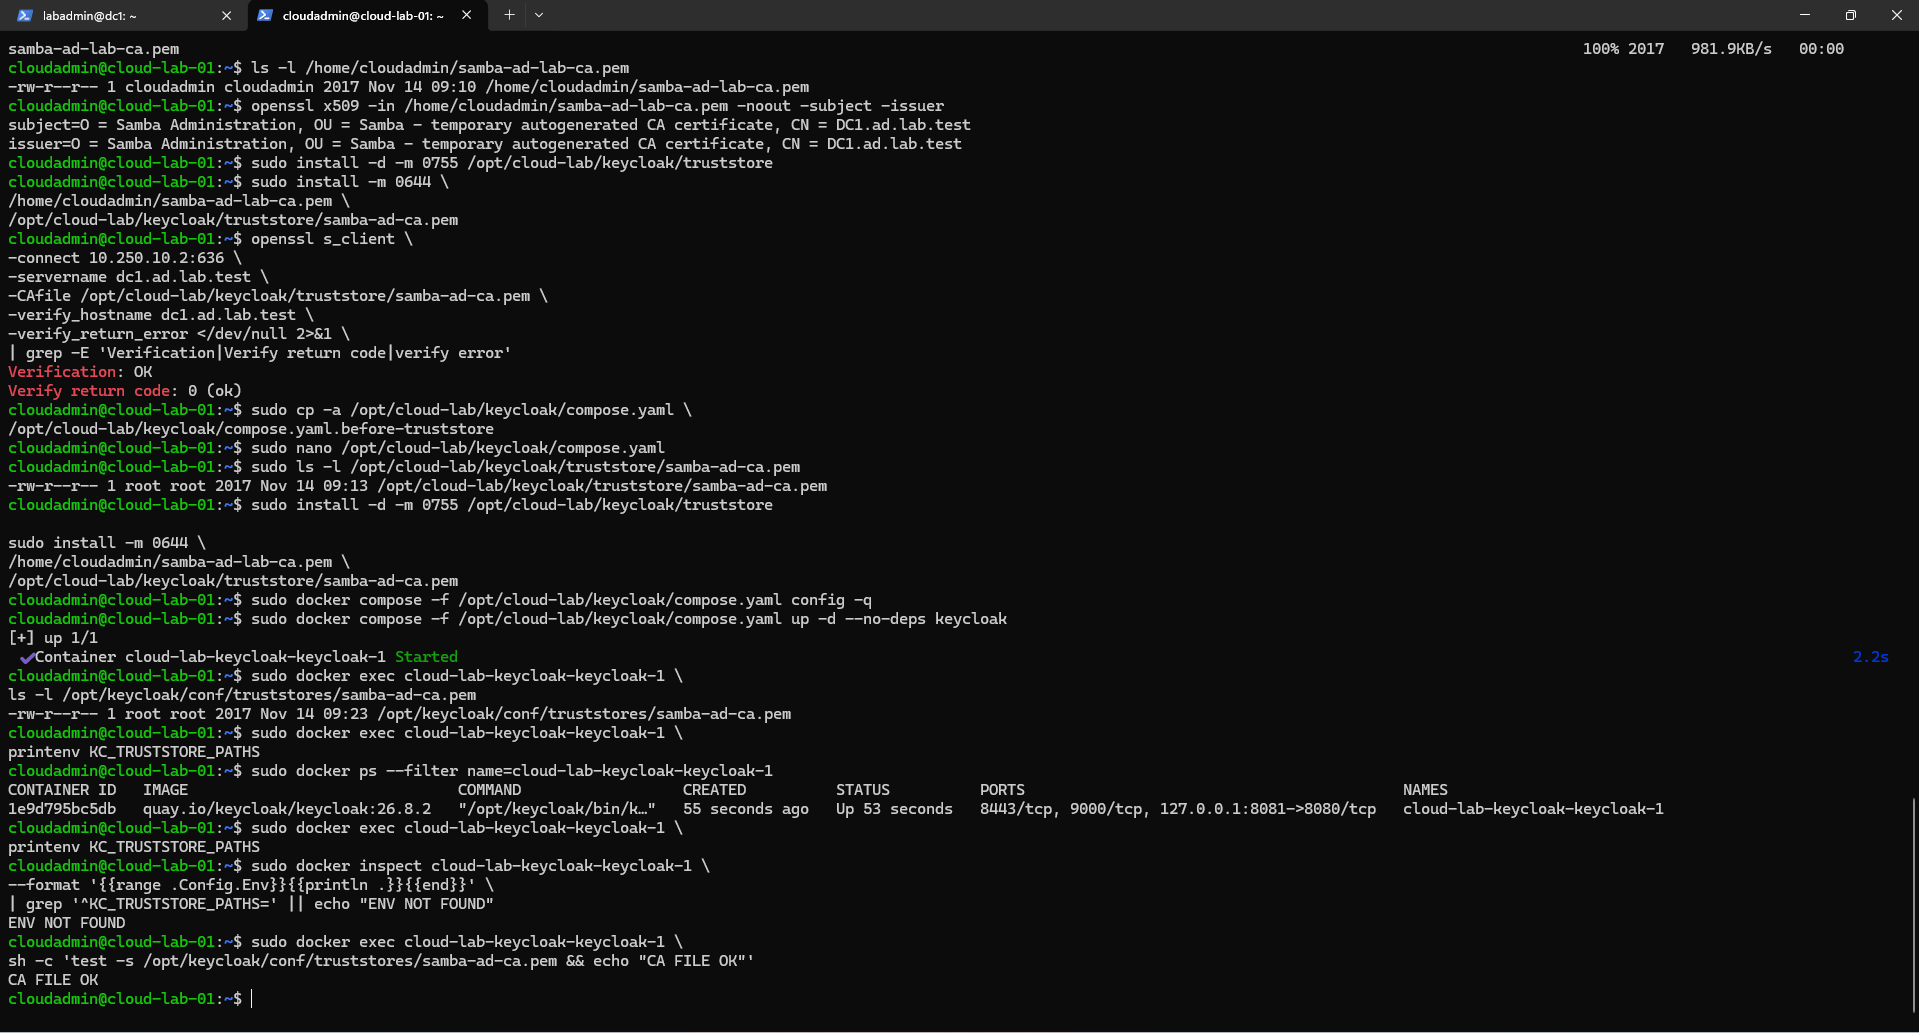 labadmin@dc1: ~
cloudadmin@cloud-lab-01: ~
samba-ad-lab-ca.pem 100% 2017 981.9KB/s 00:00
cloudadmin@cloud-lab-01:~$ ls -l /home/cloudadmin/samba-ad-lab-ca.pem
-rw-r--r-- 1 cloudadmin cloudadmin 2017 Nov 14 09:10 /home/cloudadmin/samba-ad-lab-ca.pem
cloudadmin@cloud-lab-01:~$ openssl x509 -in /home/cloudadmin/samba-ad-lab-ca.pem -noout -subject -issuer
subject=O = Samba Administration, OU = Samba - temporary autogenerated CA certificate, CN = DC1.ad.lab.test
issuer=O = Samba Administration, OU = Samba - temporary autogenerated CA certificate, CN = DC1.ad.lab.test
cloudadmin@cloud-lab-01:~$ sudo install -d -m 0755 /opt/cloud-lab/keycloak/truststore
cloudadmin@cloud-lab-01:~$ sudo install -m 0644 \
/home/cloudadmin/samba-ad-lab-ca.pem \
/opt/cloud-lab/keycloak/truststore/samba-ad-ca.pem
cloudadmin@cloud-lab-01:~$ openssl s_client \
-connect 10.250.10.2:636 \
-servername dc1.ad.lab.test \
-CAfile /opt/cloud-lab/keycloak/truststore/samba-ad-ca.pem \
-verify_hostname dc1.ad.lab.test \
-verify_return_error </dev/null 2>&1 \
| grep -E 'Verification|Verify return code|verify error'
Verification: OK
Verify return code: 0 (ok)
cloudadmin@cloud-lab-01:~$ sudo cp -a /opt/cloud-lab/keycloak/compose.yaml \
/opt/cloud-lab/keycloak/compose.yaml.before-truststore
cloudadmin@cloud-lab-01:~$ sudo nano /opt/cloud-lab/keycloak/compose.yaml
cloudadmin@cloud-lab-01:~$ sudo ls -l /opt/cloud-lab/keycloak/truststore/samba-ad-ca.pem
-rw-r--r-- 1 root root 2017 Nov 14 09:13 /opt/cloud-lab/keycloak/truststore/samba-ad-ca.pem
cloudadmin@cloud-lab-01:~$ sudo install -d -m 0755 /opt/cloud-lab/keycloak/truststore
sudo install -m 0644 \
/home/cloudadmin/samba-ad-lab-ca.pem \
/opt/cloud-lab/keycloak/truststore/samba-ad-ca.pem
cloudadmin@cloud-lab-01:~$ sudo docker compose -f /opt/cloud-lab/keycloak/compose.yaml config -q
cloudadmin@cloud-lab-01:~$ sudo docker compose -f /opt/cloud-lab/keycloak/compose.yaml up -d --no-deps keycloak
[+] up 1/1
✔Container cloud-lab-keycloak-keycloak-1 Started 2.2s
cloudadmin@cloud-lab-01:~$ sudo docker exec cloud-lab-keycloak-keycloak-1 \
ls -l /opt/keycloak/conf/truststores/samba-ad-ca.pem
-rw-r--r-- 1 root root 2017 Nov 14 09:23 /opt/keycloak/conf/truststores/samba-ad-ca.pem
cloudadmin@cloud-lab-01:~$ sudo docker exec cloud-lab-keycloak-keycloak-1 \
printenv KC_TRUSTSTORE_PATHS
cloudadmin@cloud-lab-01:~$ sudo docker ps --filter name=cloud-lab-keycloak-keycloak-1
CONTAINER ID IMAGE COMMAND CREATED STATUS PORTS NAMES
1e9d795bc5db quay.io/keycloak/keycloak:26.8.2 "/opt/keycloak/bin/k…" 55 seconds ago Up 53 seconds 8443/tcp, 9000/tcp, 127.0.0.1:8081->8080/tcp cloud-lab-keycloak-keycloak-1
cloudadmin@cloud-lab-01:~$ sudo docker exec cloud-lab-keycloak-keycloak-1 \
printenv KC_TRUSTSTORE_PATHS
cloudadmin@cloud-lab-01:~$ sudo docker inspect cloud-lab-keycloak-keycloak-1 \
--format '{{range .Config.Env}}{{println .}}{{end}}' \
| grep '^KC_TRUSTSTORE_PATHS=' || echo "ENV NOT FOUND"
ENV NOT FOUND
cloudadmin@cloud-lab-01:~$ sudo docker exec cloud-lab-keycloak-keycloak-1 \
sh -c 'test -s /opt/keycloak/conf/truststores/samba-ad-ca.pem && echo "CA FILE OK"'
CA FILE OK
cloudadmin@cloud-lab-01:~$